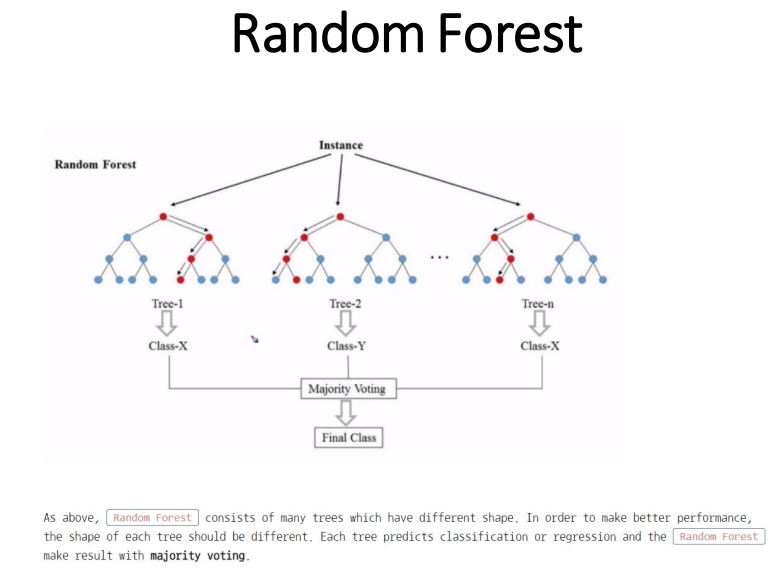 Random Forest
Instance
Random Forest
...
Tree-1 Tree-2 Tree-n
Class-X Class-Y Class-X
Majority Voting
Final Class
As above, Random Forest consists of many trees which have different shape. In order to make better performance,
the shape of each tree should be different. Each tree predicts classification or regression and the Random Forest
make result with majority voting.